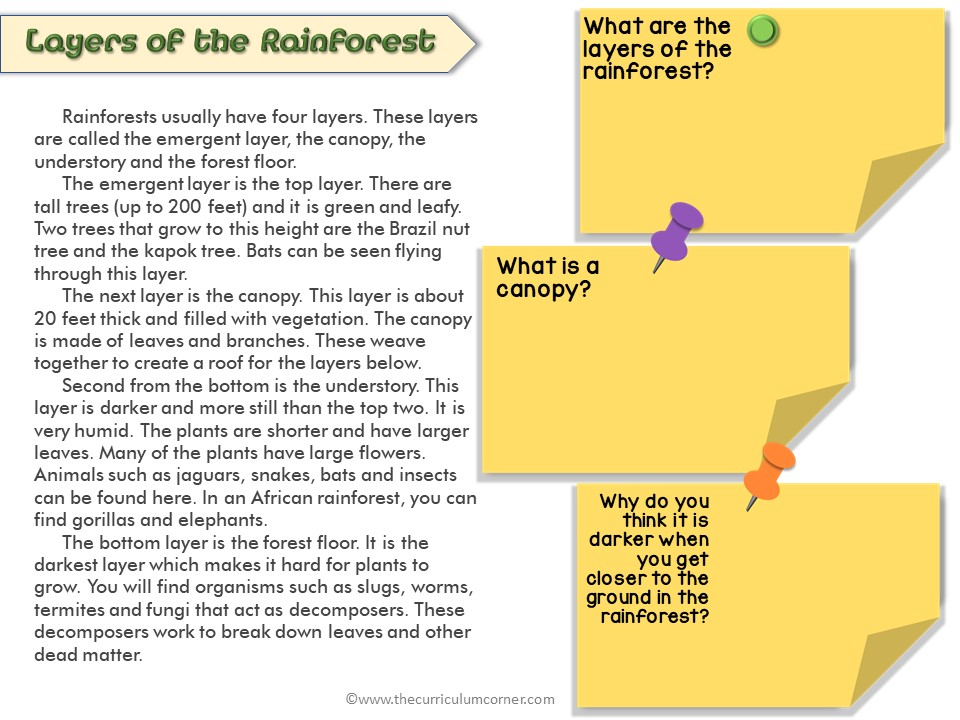 Layers of the Rainforest
Rainforests usually have four layers. These layers
are called the emergent layer, the canopy, the
understory and the forest floor.
The emergent layer is the top layer. There are
tall trees (up to 200 feet) and it is green and leafy.
Two trees that grow to this height are the Brazil nut
tree and the kapok tree. Bats can be seen flying
through this layer.
The next layer is the canopy. This layer is about
20 feet thick and filled with vegetation. The canopy
is made of leaves and branches. These weave
together to create a roof for the layers below.
Second from the bottom is the understory. This
layer is darker and more still than the top two. It is
very humid. The plants are shorter and have larger
leaves. Many of the plants have large flowers.
Animals such as jaguars, snakes, bats and insects
can be found here. In an African rainforest, you can
find gorillas and elephants.
The bottom layer is the forest floor. It is the
darkest layer which makes it hard for plants to
grow. You will find organisms such as slugs, worms,
termites and fungi that act as decomposers. These
decomposers work to break down leaves and other
dead matter.
What are the
layers of the
rainforest?
What is a
canopy?
Why do you
think it is
darker when
you get
closer to the
ground in the
rainforest?
©www.thecurriculumcorner.com